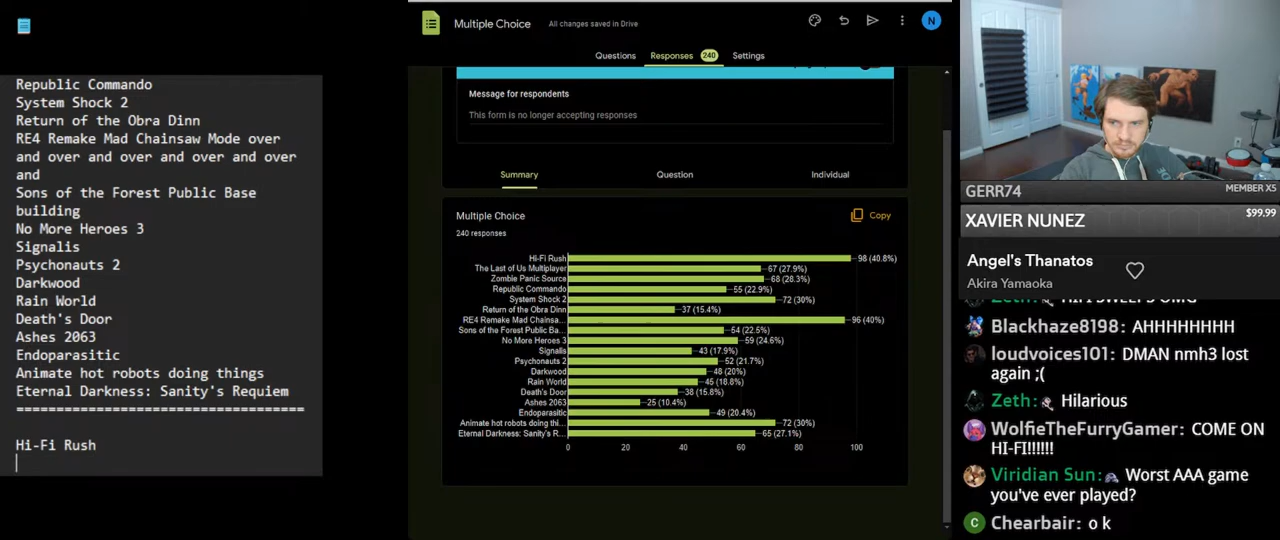 Republic Commando
System Shock 2
Return of the Obra Dinn
RE4 Remake Mad Chainsaw Mode over
and over and over and over and over
and
Sons of the Forest Public Base
building
No More Heroes 3
Signalis
Psychonauts 2
Darkwood
Rain World
Death's Door
Ashes 2063
Endoparasitic
Animate hot robots doing things
Eternal Darkness: Sanity's Requiem
====================================
Hi-Fi Rush
Multiple Choice
All changes saved in Drive
N
Questions
Responses 240
Settings
Message for respondents
This form is no longer accepting responses
Summary
Question
Individual
Multiple Choice
Copy
240 responses
Hi-Fi Rush 98 (40.8%)
The Last of Us Multiplayer 67 (27.9%)
Zombie Panic Source 68 (28.3%)
Republic Commando 55 (22.9%)
System Shock 2 72 (30%)
Return of the Obra Dinn 37 (15.4%)
RE4 Remake Mad Chainsa... 96 (40%)
Sons of the Forest Public Ba... 54 (22.5%)
No More Heroes 3 59 (24.6%)
Signalis 43 (17.9%)
Psychonauts 2 52 (21.7%)
Darkwood 48 (20%)
Rain World 45 (18.8%)
Death's Door 38 (15.8%)
Ashes 2063 25 (10.4%)
Endoparasitic 49 (20.4%)
Animate hot robots doing thi... 72 (30%)
Eternal Darkness: Sanity's R... 65 (27.1%)
0 20 40 60 80 100
GERR74
MEMBER X5
XAVIER NUNEZ
$99.99
Angel's Thanatos
Akira Yamaoka
Zeth: HIFI SWEEPS OMG
Blackhaze8198: AHHHHHHHH
loudvoices101: DMAN nmh3 lost
again ;(
Zeth: Hilarious
WolfieTheFurryGamer: COME ON
HI-FI!!!!!!
Viridian Sun: Worst AAA game
you've ever played?
C Chearbair: o k